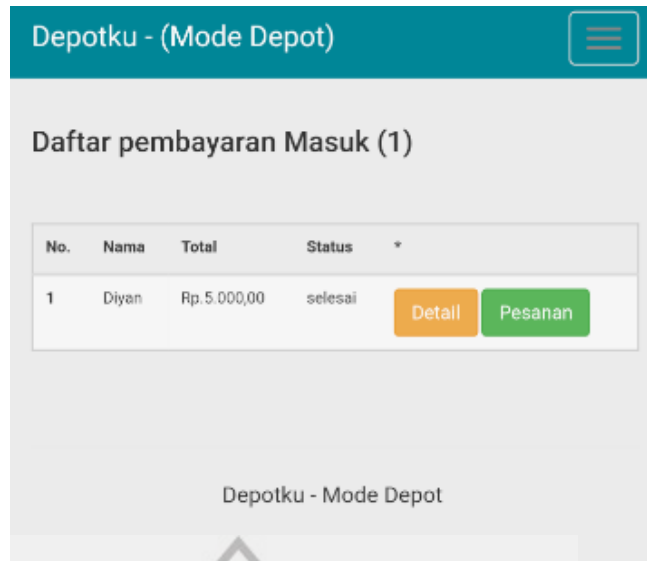 Depotku - (Mode Depot)
Daftar pembayaran Masuk (1)
No. Nama Total Status *
1 Diyan Rp.5.000,00 selesai Detail Pesanan
Depotku - Mode Depot